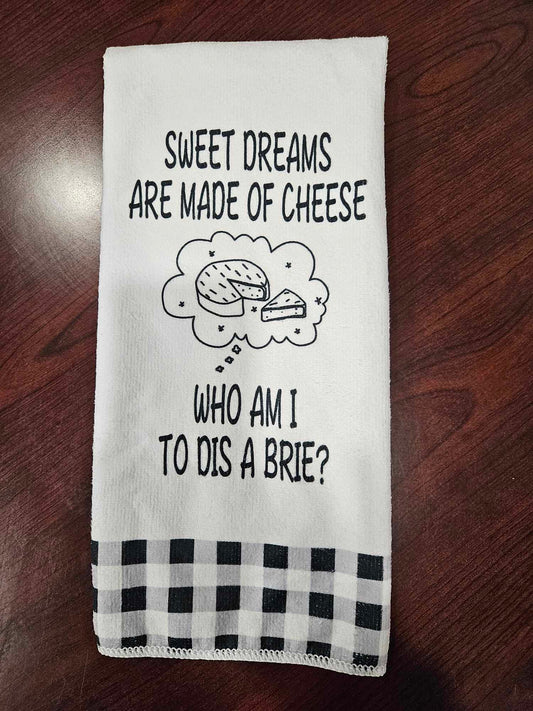 SWEET DREAMS
ARE MADE OF CHEESE
WHO AM I
TO DIS A BRIE?